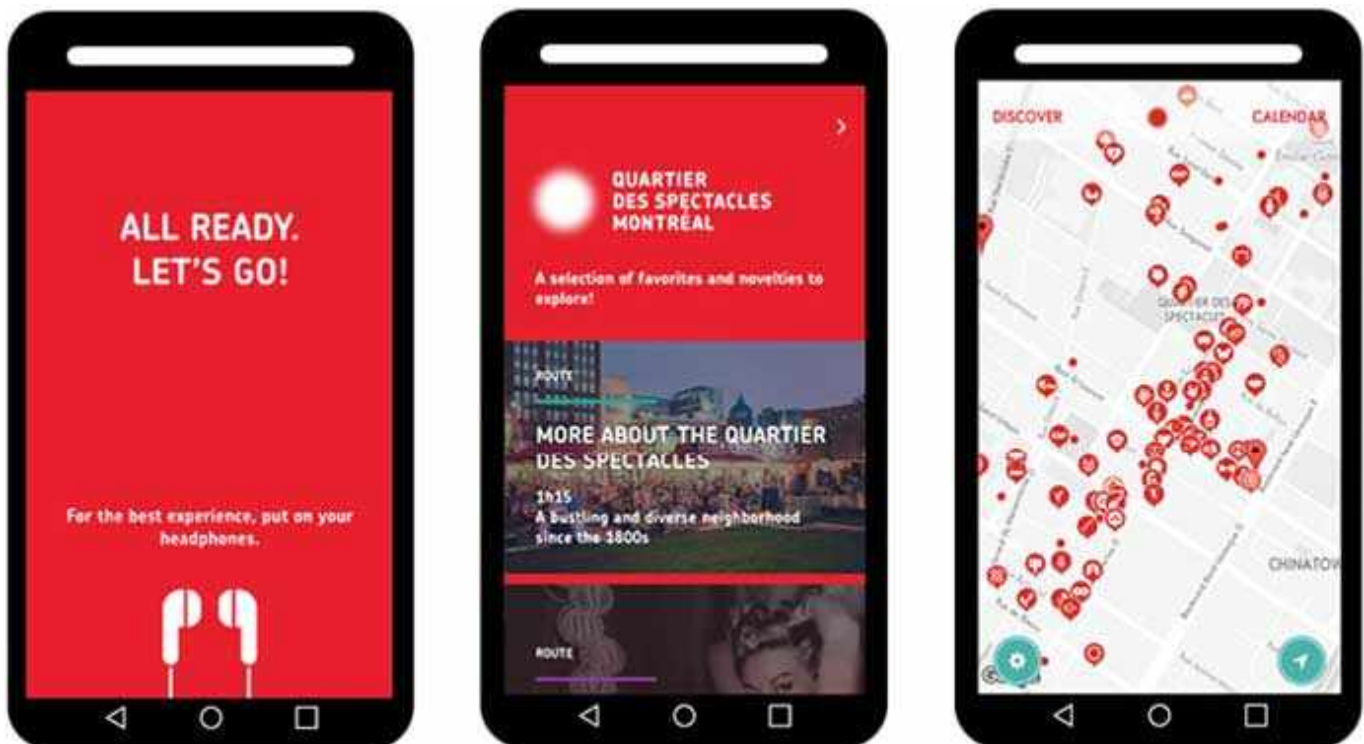 ALL READY.
LET'S GO!
For the best experience, put on your
headphones.
QUARTIER
DES SPECTACLES
MONTRÉAL
A selection of favorites and novelties to
explore!
ROUTE
MORE ABOUT THE QUARTIER
DES SPECTACLES
1h15
A bustling and diverse neighborhood
since the 1800s
ROUTE
DISCOVER
CALENDAR
QUARTIER DES
SPECTACLES
CHINATOW